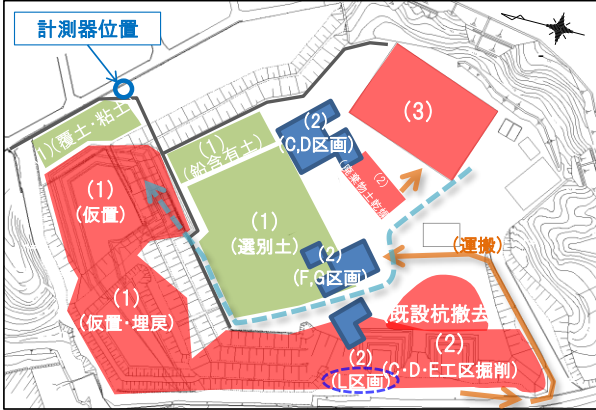 計測器位置
(1)(覆土・粘土)
(1)
(鉛含有土)
(2)
(C,D区画)
(3)
(2)
(1)
(仮置)
(1)
(選別土)
(2)
(F,G区画)
(運搬)
(1)
(仮置・埋戻)
既設杭撤去
(2)
(L区画)
(2)
(C・D・E工区掘削)